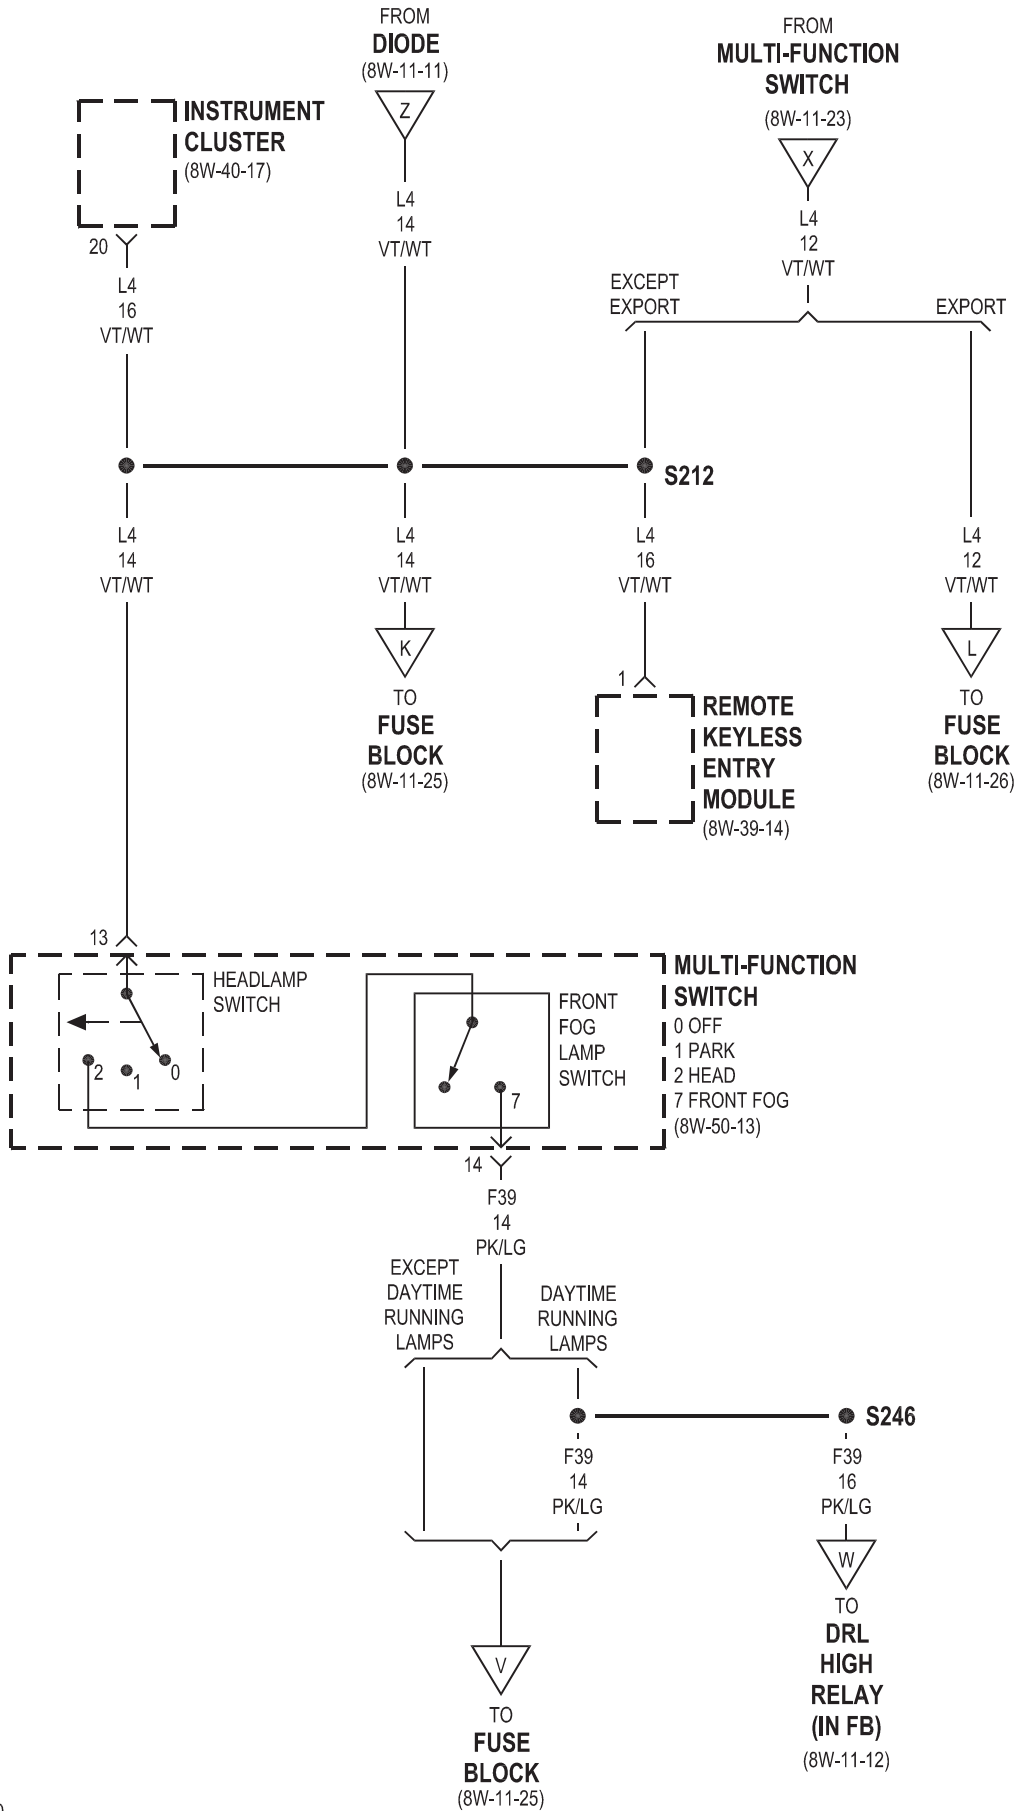 FROM
DIODE
(8W-11-11)
Z
L4
14
VT/WT
FROM
MULTI-FUNCTION
SWITCH
(8W-11-23)
X
L4
12
VT/WT
INSTRUMENT
CLUSTER
(8W-40-17)
20
L4
16
VT/WT
EXCEPT
EXPORT
EXPORT
S212
L4
14
VT/WT
L4
14
VT/WT
K
TO
FUSE
BLOCK
(8W-11-25)
L4
16
VT/WT
1
REMOTE
KEYLESS
ENTRY
MODULE
(8W-39-14)
L4
12
VT/WT
L
TO
FUSE
BLOCK
(8W-11-26)
13
HEADLAMP
SWITCH
2
1
0
FRONT
FOG
LAMP
SWITCH
7
MULTI-FUNCTION
SWITCH
0 OFF
1 PARK
2 HEAD
7 FRONT FOG
(8W-50-13)
14
F39
14
PK/LG
EXCEPT
DAYTIME
RUNNING
LAMPS
DAYTIME
RUNNING
LAMPS
S246
F39
14
PK/LG
F39
16
PK/LG
W
TO
DRL
HIGH
RELAY
(IN FB)
(8W-11-12)
V
TO
FUSE
BLOCK
(8W-11-25)